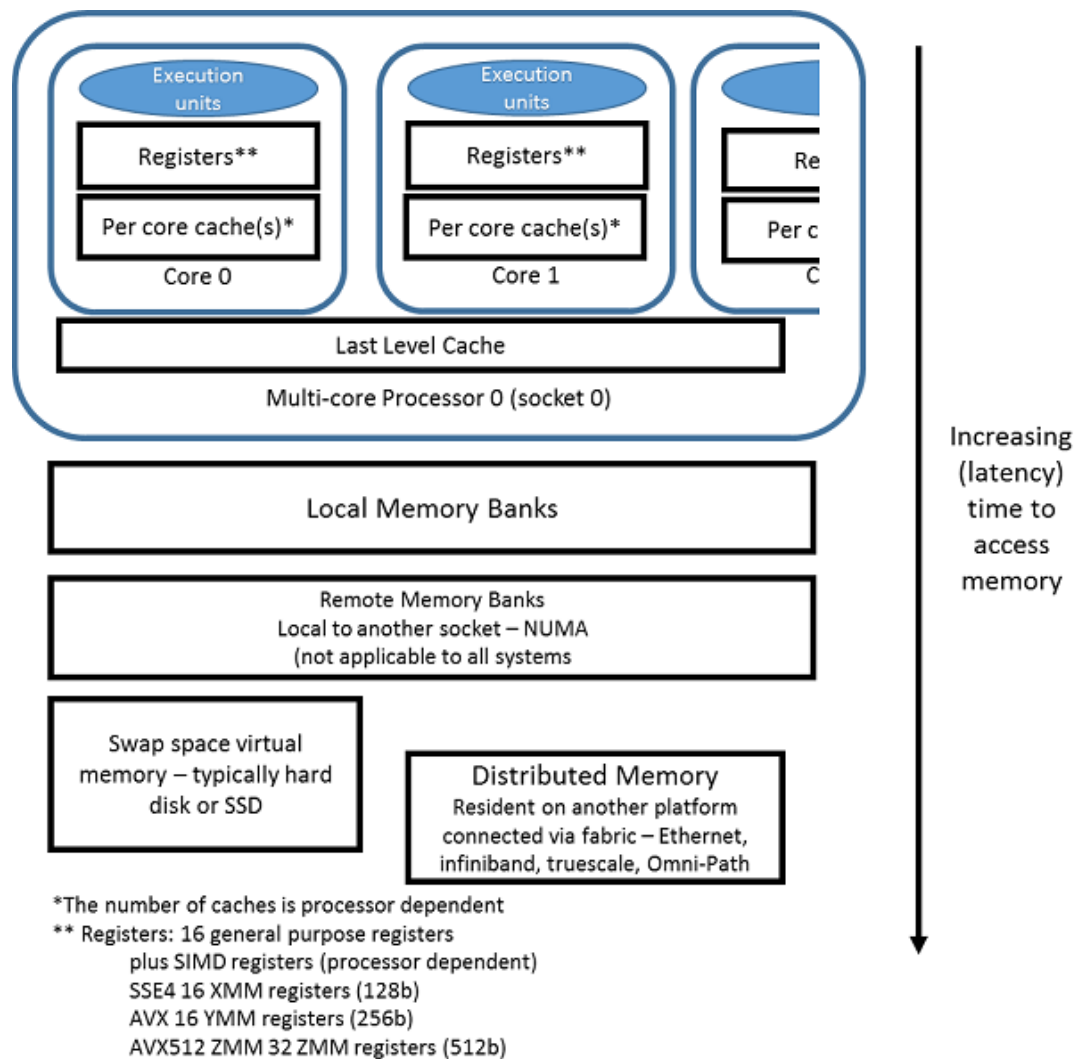 Execution
units
Registers**
Per core cache(s)*
Core 0
Execution
units
Registers**
Per core cache(s)*
Core 1
Re
Per c
C
Last Level Cache
Multi-core Processor 0 (socket 0)
Local Memory Banks
Remote Memory Banks
Local to another socket – NUMA
(not applicable to all systems
Swap space virtual
memory – typically hard
disk or SSD
Distributed Memory
Resident on another platform
connected via fabric – Ethernet,
infiniband, truescale, Omni-Path
Increasing
(latency)
time to
access
memory
*The number of caches is processor dependent
** Registers: 16 general purpose registers
plus SIMD registers (processor dependent)
SSE4 16 XMM registers (128b)
AVX 16 YMM registers (256b)
AVX512 ZMM 32 ZMM registers (512b)